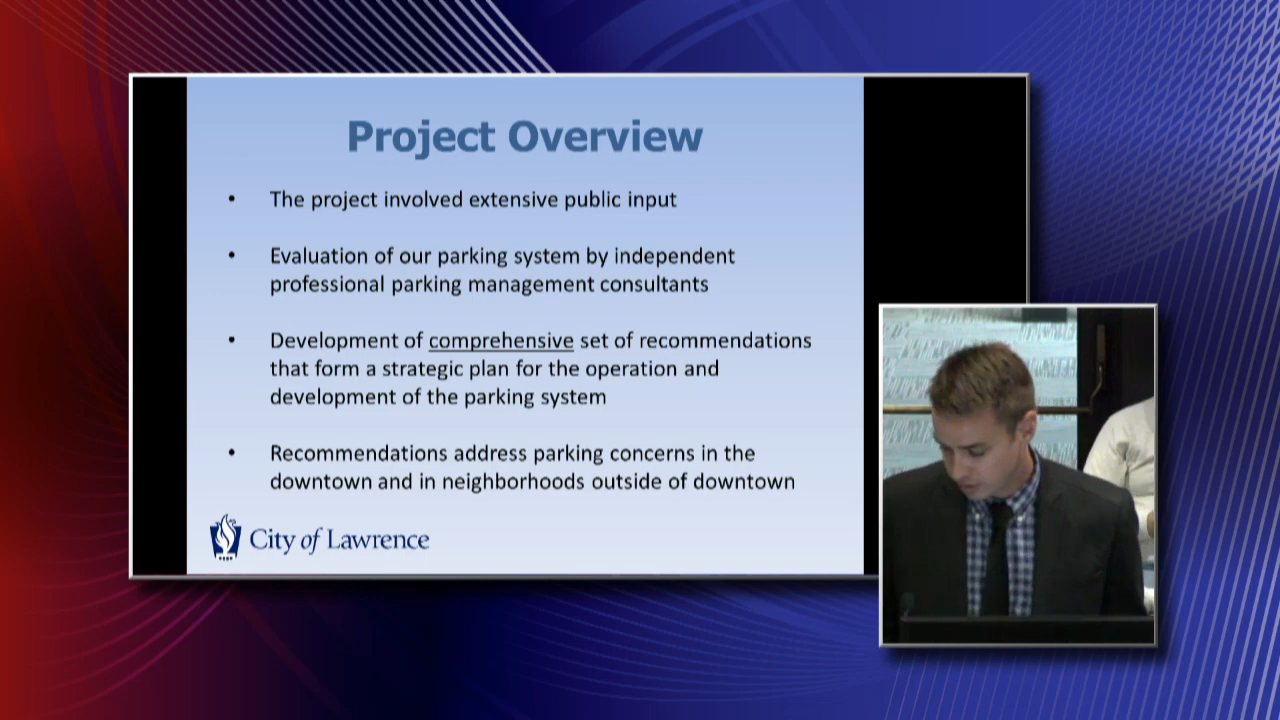 Project Overview
• The project involved extensive public input
• Evaluation of our parking system by independent
professional parking management consultants
• Development of comprehensive set of recommendations
that form a strategic plan for the operation and
development of the parking system
• Recommendations address parking concerns in the
downtown and in neighborhoods outside of downtown
City of Lawrence